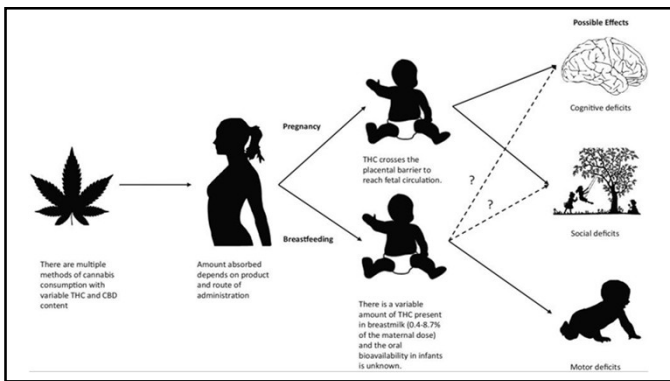 Possible Effects
Cognitive deficits
Pregnancy
THC crosses the
placental barrier to
reach fetal circulation.
?
?
Social deficits
Breastfeeding
There are multiple
methods of cannabis
consumption with
variable THC and CBD
content
Amount absorbed
depends on product
and route of
administration
There is a variable
amount of THC present
in breastmilk (0.4-8.7%
of the maternal dose)
and the oral
bioavailability in infants
is unknown.
Motor deficits